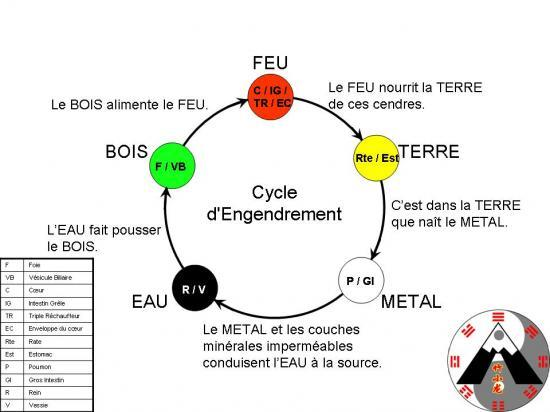 FEU
C / IG /
TR / EC
Le BOIS alimente le FEU.
Le FEU nourrit la TERRE
de ces cendres.
BOIS
F / VB
Rte / Est
TERRE
Cycle
d'Engendrement
C'est dans la TERRE
que naît le METAL.
L'EAU fait pousser
le BOIS.
EAU
R / V
P / GI
METAL
Le METAL et les couches
minérales imperméables
conduisent l'EAU à la source.
F Foie
VB Vésicule Biliaire
C Cœur
IG Intestin Grêle
TR Triple Réchauffeur
EC Enveloppe du cœur
Rte Rate
Est Estomac
P Poumon
GI Gros Intestin
R Rein
V Vessie